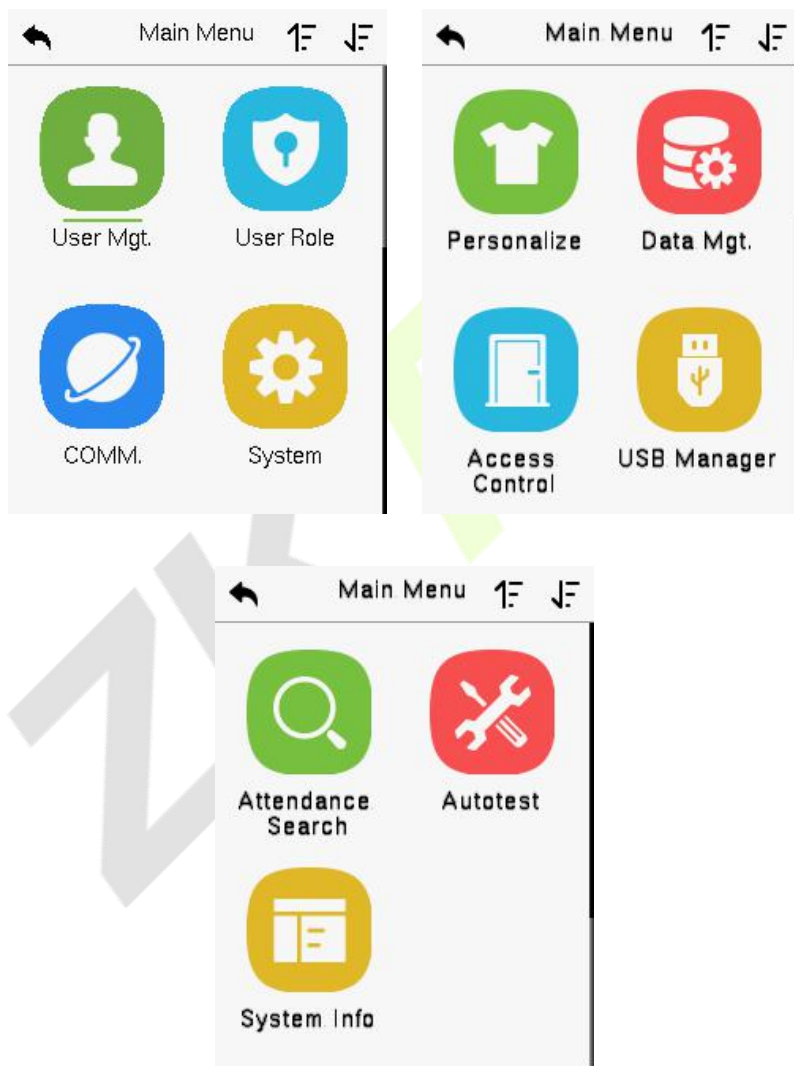 Main Menu
User Mgt.
User Role
COMM.
System
Main Menu
Personalize
Data Mgt.
Access
Control
USB Manager
Main Menu
Attendance
Search
Autotest
System Info